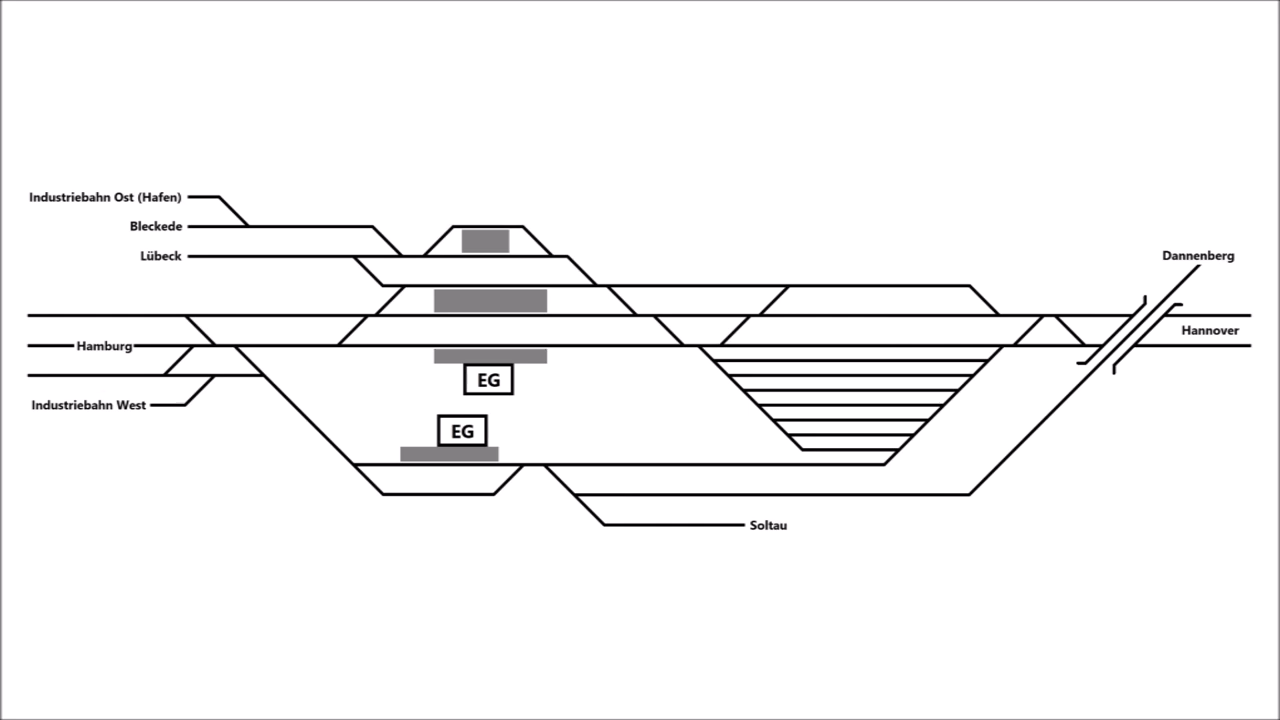 Industriebahn Ost (Hafen)
Bleckede
Lübeck
Dannenberg
Hannover
Hamburg
EG
Industriebahn West
EG
Soltau